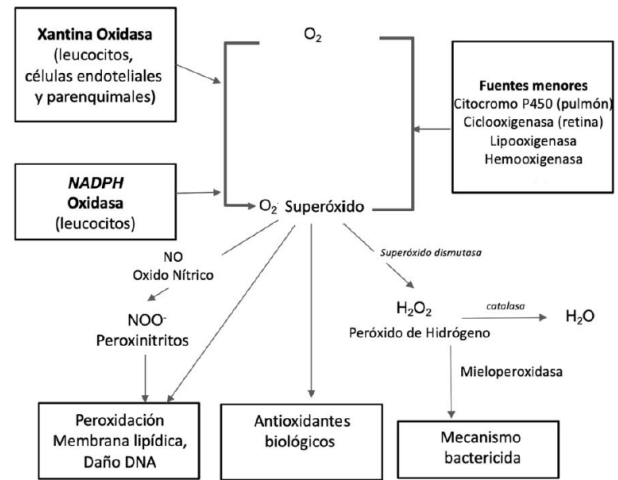 Xantina Oxidasa
(leucocitos,
células endoteliales
y parenquimales)
O₂
Fuentes menores
Citocromo P450 (pulmón)
Ciclooxigenasa (retina)
Lipooxigenasa
Hemooxigenasa
NADPH
Oxidasa
(leucocitos)
O₂⁻ Superóxido
NO
Oxido Nítrico
Superóxido dismutasa
NOO⁻
Peroxinitritos
H₂O₂
Peróxido de Hidrógeno
catalasa
H₂O
Mieloperoxidasa
Peroxidación
Membrana lipídica,
Daño DNA
Antioxidantes
biológicos
Mecanismo
bactericida